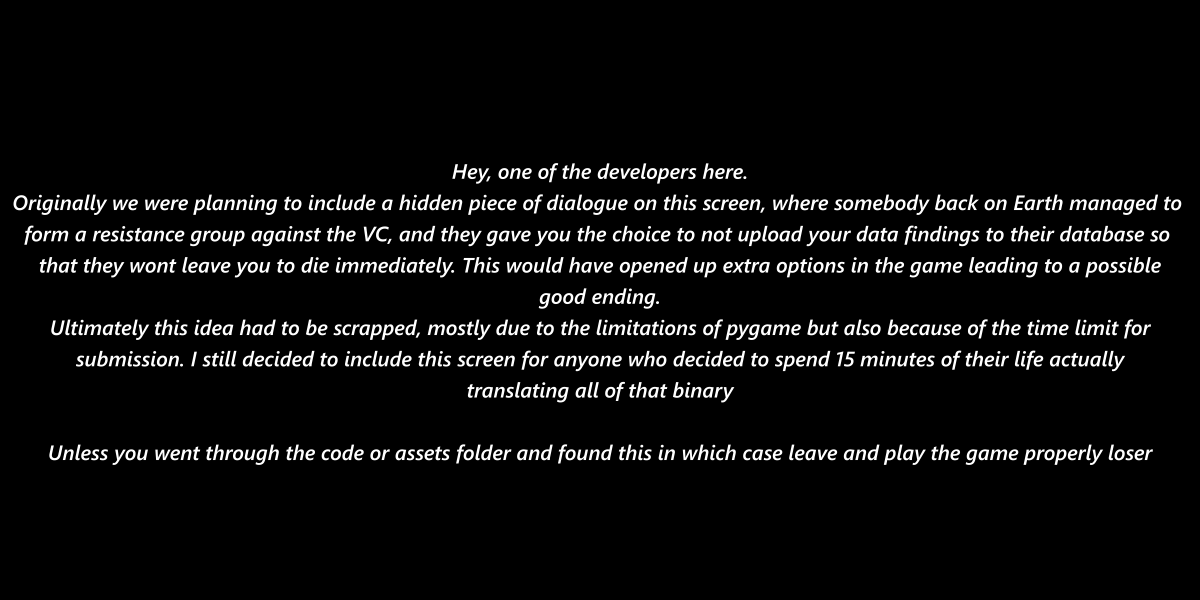 Hey, one of the developers here.
Originally we were planning to include a hidden piece of dialogue on this screen, where somebody back on Earth managed to
form a resistance group against the VC, and they gave you the choice to not upload your data findings to their database so
that they wont leave you to die immediately. This would have opened up extra options in the game leading to a possible
good ending.
Ultimately this idea had to be scrapped, mostly due to the limitations of pygame but also because of the time limit for
submission. I still decided to include this screen for anyone who decided to spend 15 minutes of their life actually
translating all of that binary
Unless you went through the code or assets folder and found this in which case leave and play the game properly loser